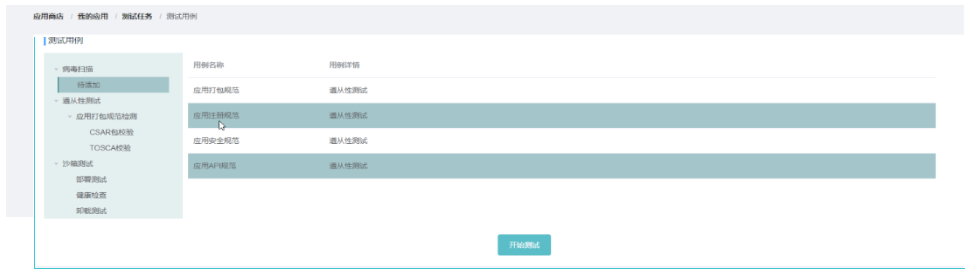 应用商店 / 我的应用 / 测试任务 / 测试用例
测试用例
病毒扫描
待添加
遵从性测试
应用打包规范检测
CSAR包校验
TOSCA校验
沙箱测试
部署测试
健康检查
卸载测试
用例名称 用例详情
应用打包规范 遵从性测试
应用注册规范 遵从性测试
应用安全规范 遵从性测试
应用API规范 遵从性测试
开始测试